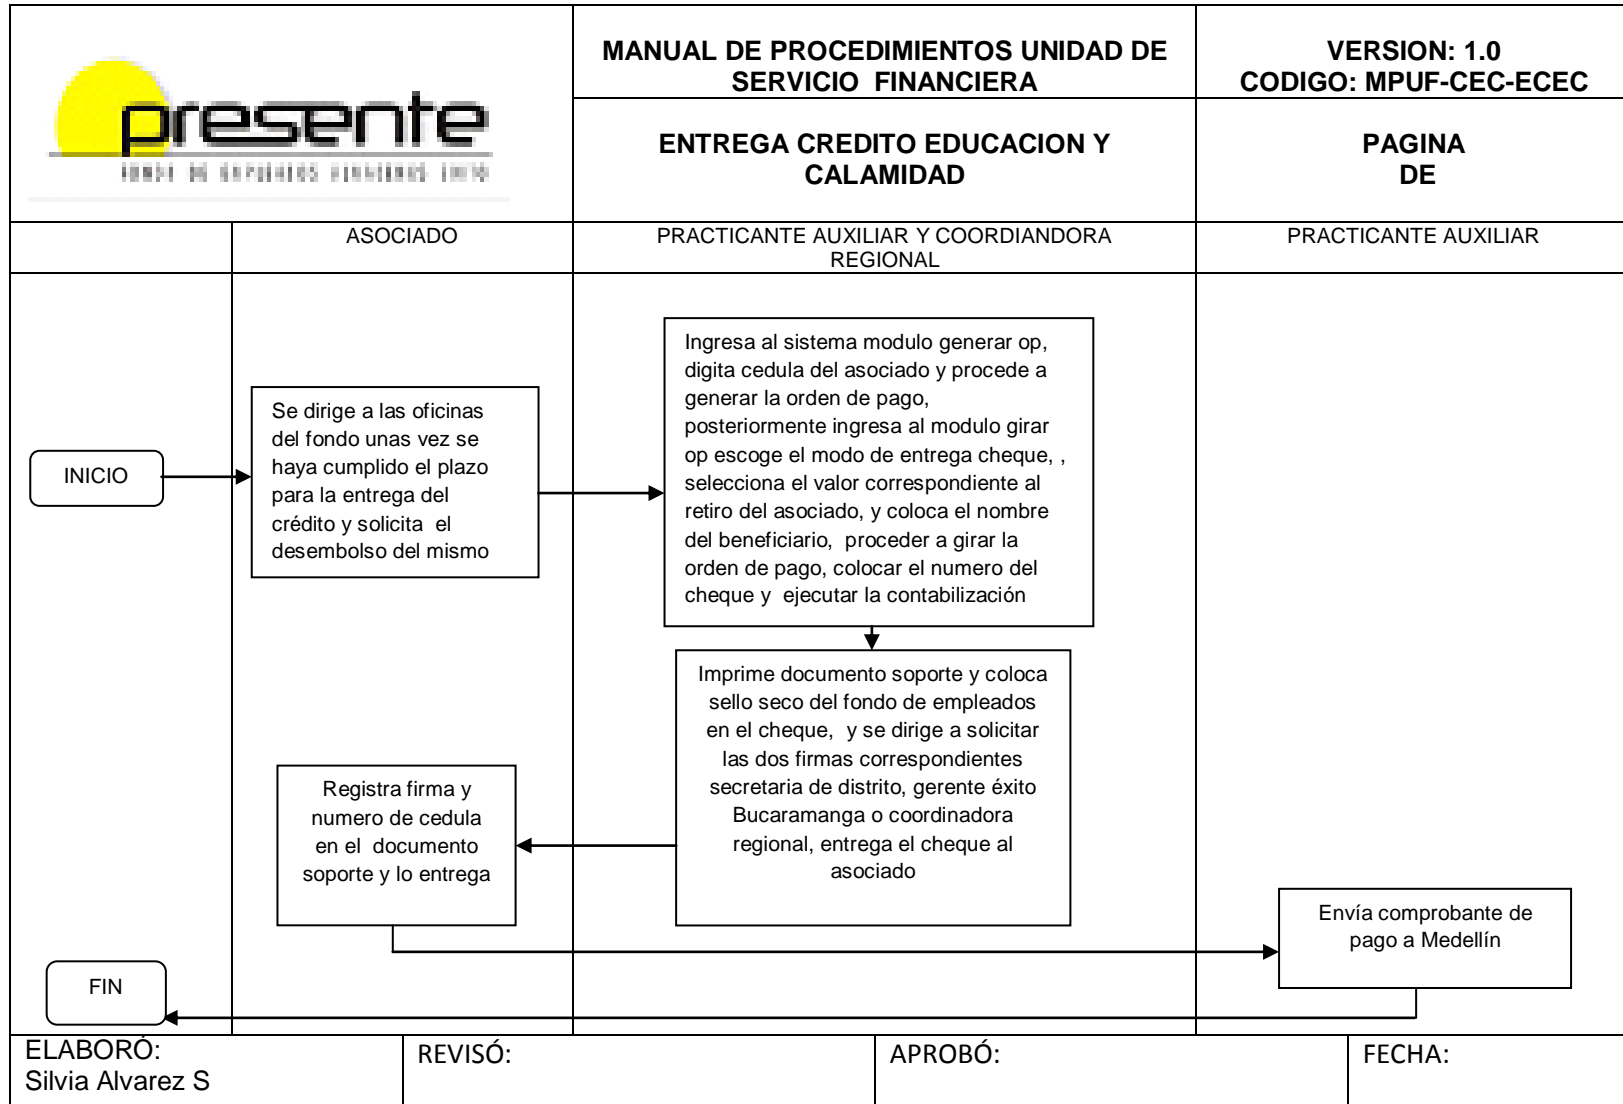 presente
MANUAL DE PROCEDIMIENTOS UNIDAD DE
SERVICIO FINANCIERA
VERSION: 1.0
CODIGO: MPUF-CEC-ECEC
ENTREGA CREDITO EDUCACION Y
CALAMIDAD
PAGINA
DE
ASOCIADO
PRACTICANTE AUXILIAR Y COORDIANDORA
REGIONAL
PRACTICANTE AUXILIAR
INICIO
Se dirige a las oficinas
del fondo unas vez se
haya cumplido el plazo
para la entrega del
crédito y solicita el
desembolso del mismo
Ingresa al sistema modulo generar op,
digita cedula del asociado y procede a
generar la orden de pago,
posteriormente ingresa al modulo girar
op escoge el modo de entrega cheque, ,
selecciona el valor correspondiente al
retiro del asociado, y coloca el nombre
del beneficiario, proceder a girar la
orden de pago, colocar el numero del
cheque y ejecutar la contabilización
Imprime documento soporte y coloca
sello seco del fondo de empleados
en el cheque, y se dirige a solicitar
las dos firmas correspondientes
secretaria de distrito, gerente éxito
Bucaramanga o coordinadora
regional, entrega el cheque al
asociado
Registra firma y
numero de cedula
en el documento
soporte y lo entrega
Envía comprobante de
pago a Medellín
FIN
ELABORÓ:
Silvia Alvarez S
REVISÓ:
APROBÓ:
FECHA: